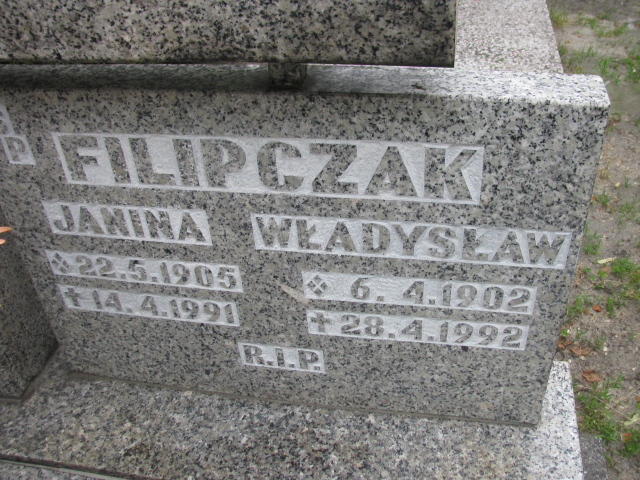 P
FILIPCZAK
JANINA WŁADYSŁAW
22.5.1905 6.4.1902
14.4.1991 28.4.1992
R.I.P.